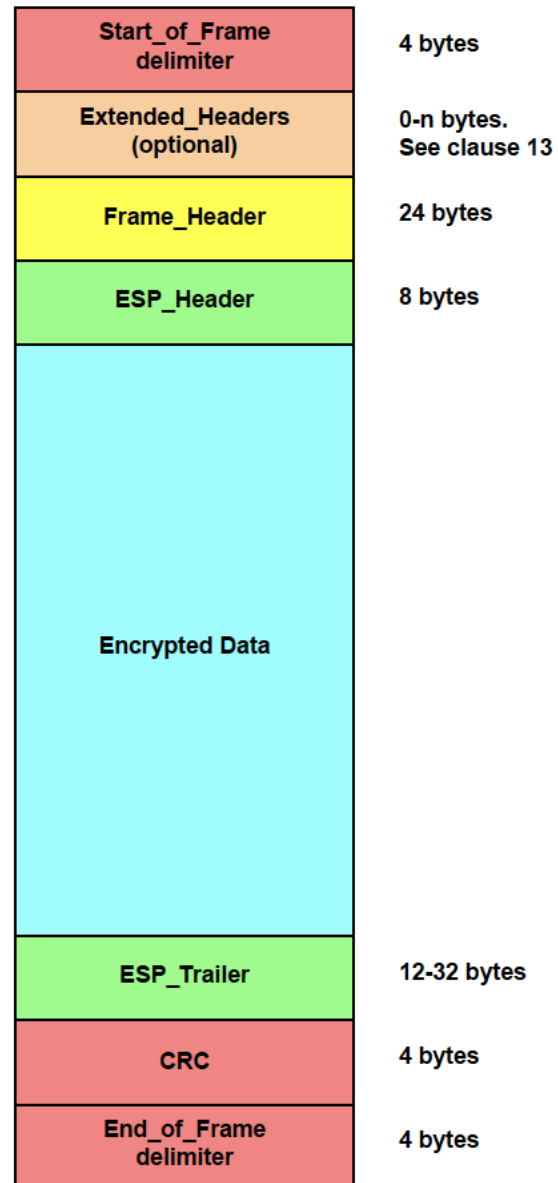 Start_of_Frame
delimiter
4 bytes
Extended_Headers
(optional)
0-n bytes.
See clause 13
Frame_Header
24 bytes
ESP_Header
8 bytes
Encrypted Data
ESP_Trailer
12-32 bytes
CRC
4 bytes
End_of_Frame
delimiter
4 bytes